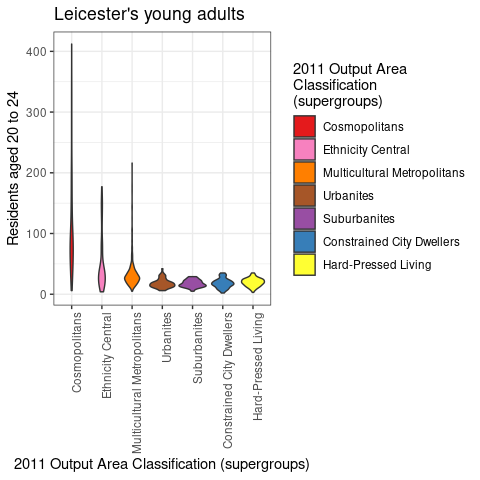 Leicester's young adults
Residents aged 20 to 24
400
300
200
100
0
Cosmopolitans
Ethnicity Central
Multicultural Metropolitans
Urbanites
Suburbanites
Constrained City Dwellers
Hard-Pressed Living
2011 Output Area Classification (supergroups)
2011 Output Area
Classification
(supergroups)
Cosmopolitans
Ethnicity Central
Multicultural Metropolitans
Urbanites
Suburbanites
Constrained City Dwellers
Hard-Pressed Living